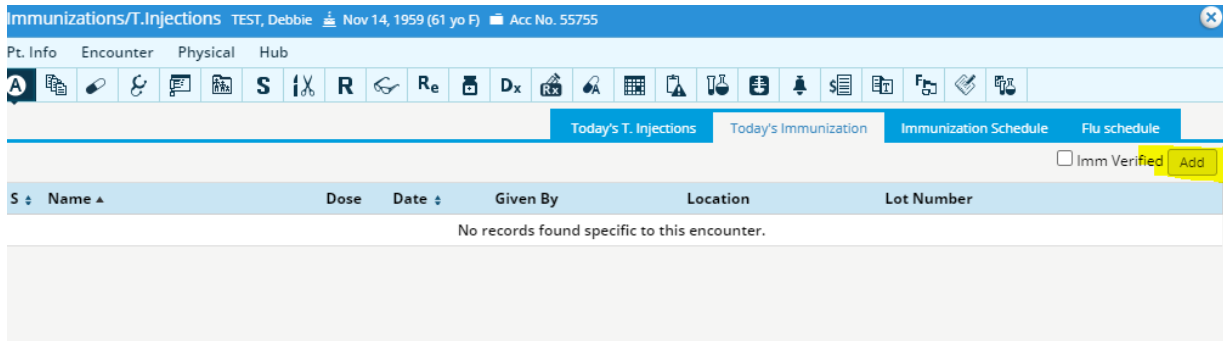 Immunizations/T.Injections TEST, Debbie Nov 14, 1959 (61 yo F) Acc No. 55755
Pt. Info Encounter Physical Hub
A S R Re Dx Rx A $ T F
Today's T. Injections Today's Immunization Immunization Schedule Flu schedule
Imm Verified Add
S Name Dose Date Given By Location Lot Number
No records found specific to this encounter.